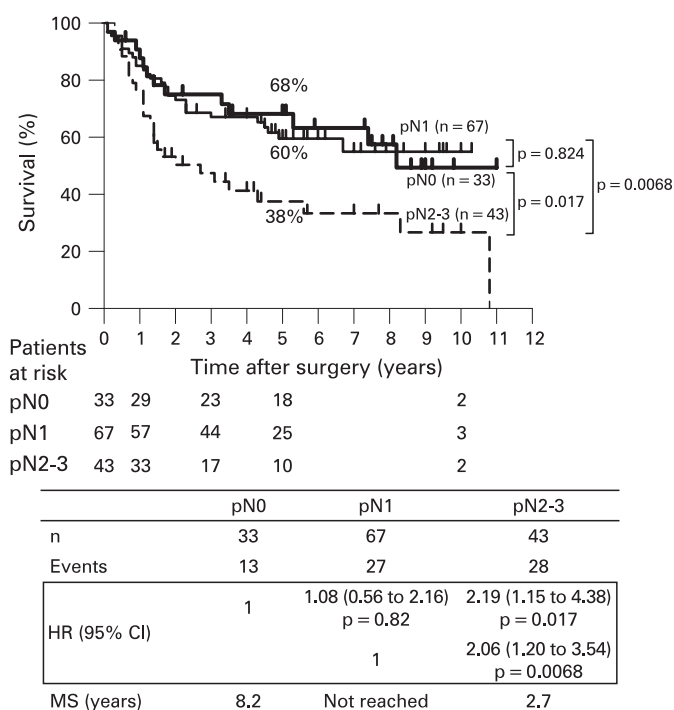 100
80
60
40
20
0
Survival (%)
68%
60%
38%
pN1 (n = 67)
pN0 (n = 33)
pN2-3 (n = 43)
p = 0.824
p = 0.017
p = 0.0068
0 1 2 3 4 5 6 7 8 9 10 11 12
Time after surgery (years)
Patients
at risk
pN0 33 29 23 18 2
pN1 67 57 44 25 3
pN2-3 43 33 17 10 2
pN0 pN1 pN2-3
n 33 67 43
Events 13 27 28
HR (95% CI)
1 1.08 (0.56 to 2.16) 2.19 (1.15 to 4.38)
p = 0.82 p = 0.017
1 2.06 (1.20 to 3.54)
p = 0.0068
MS (years) 8.2 Not reached 2.7